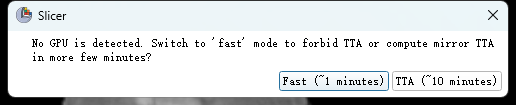 Slicer
No GPU is detected. Switch to 'fast' mode to forbid TTA or compute mirror TTA
in more few minutes?
Fast (~1 minutes) TTA (~10 minutes)